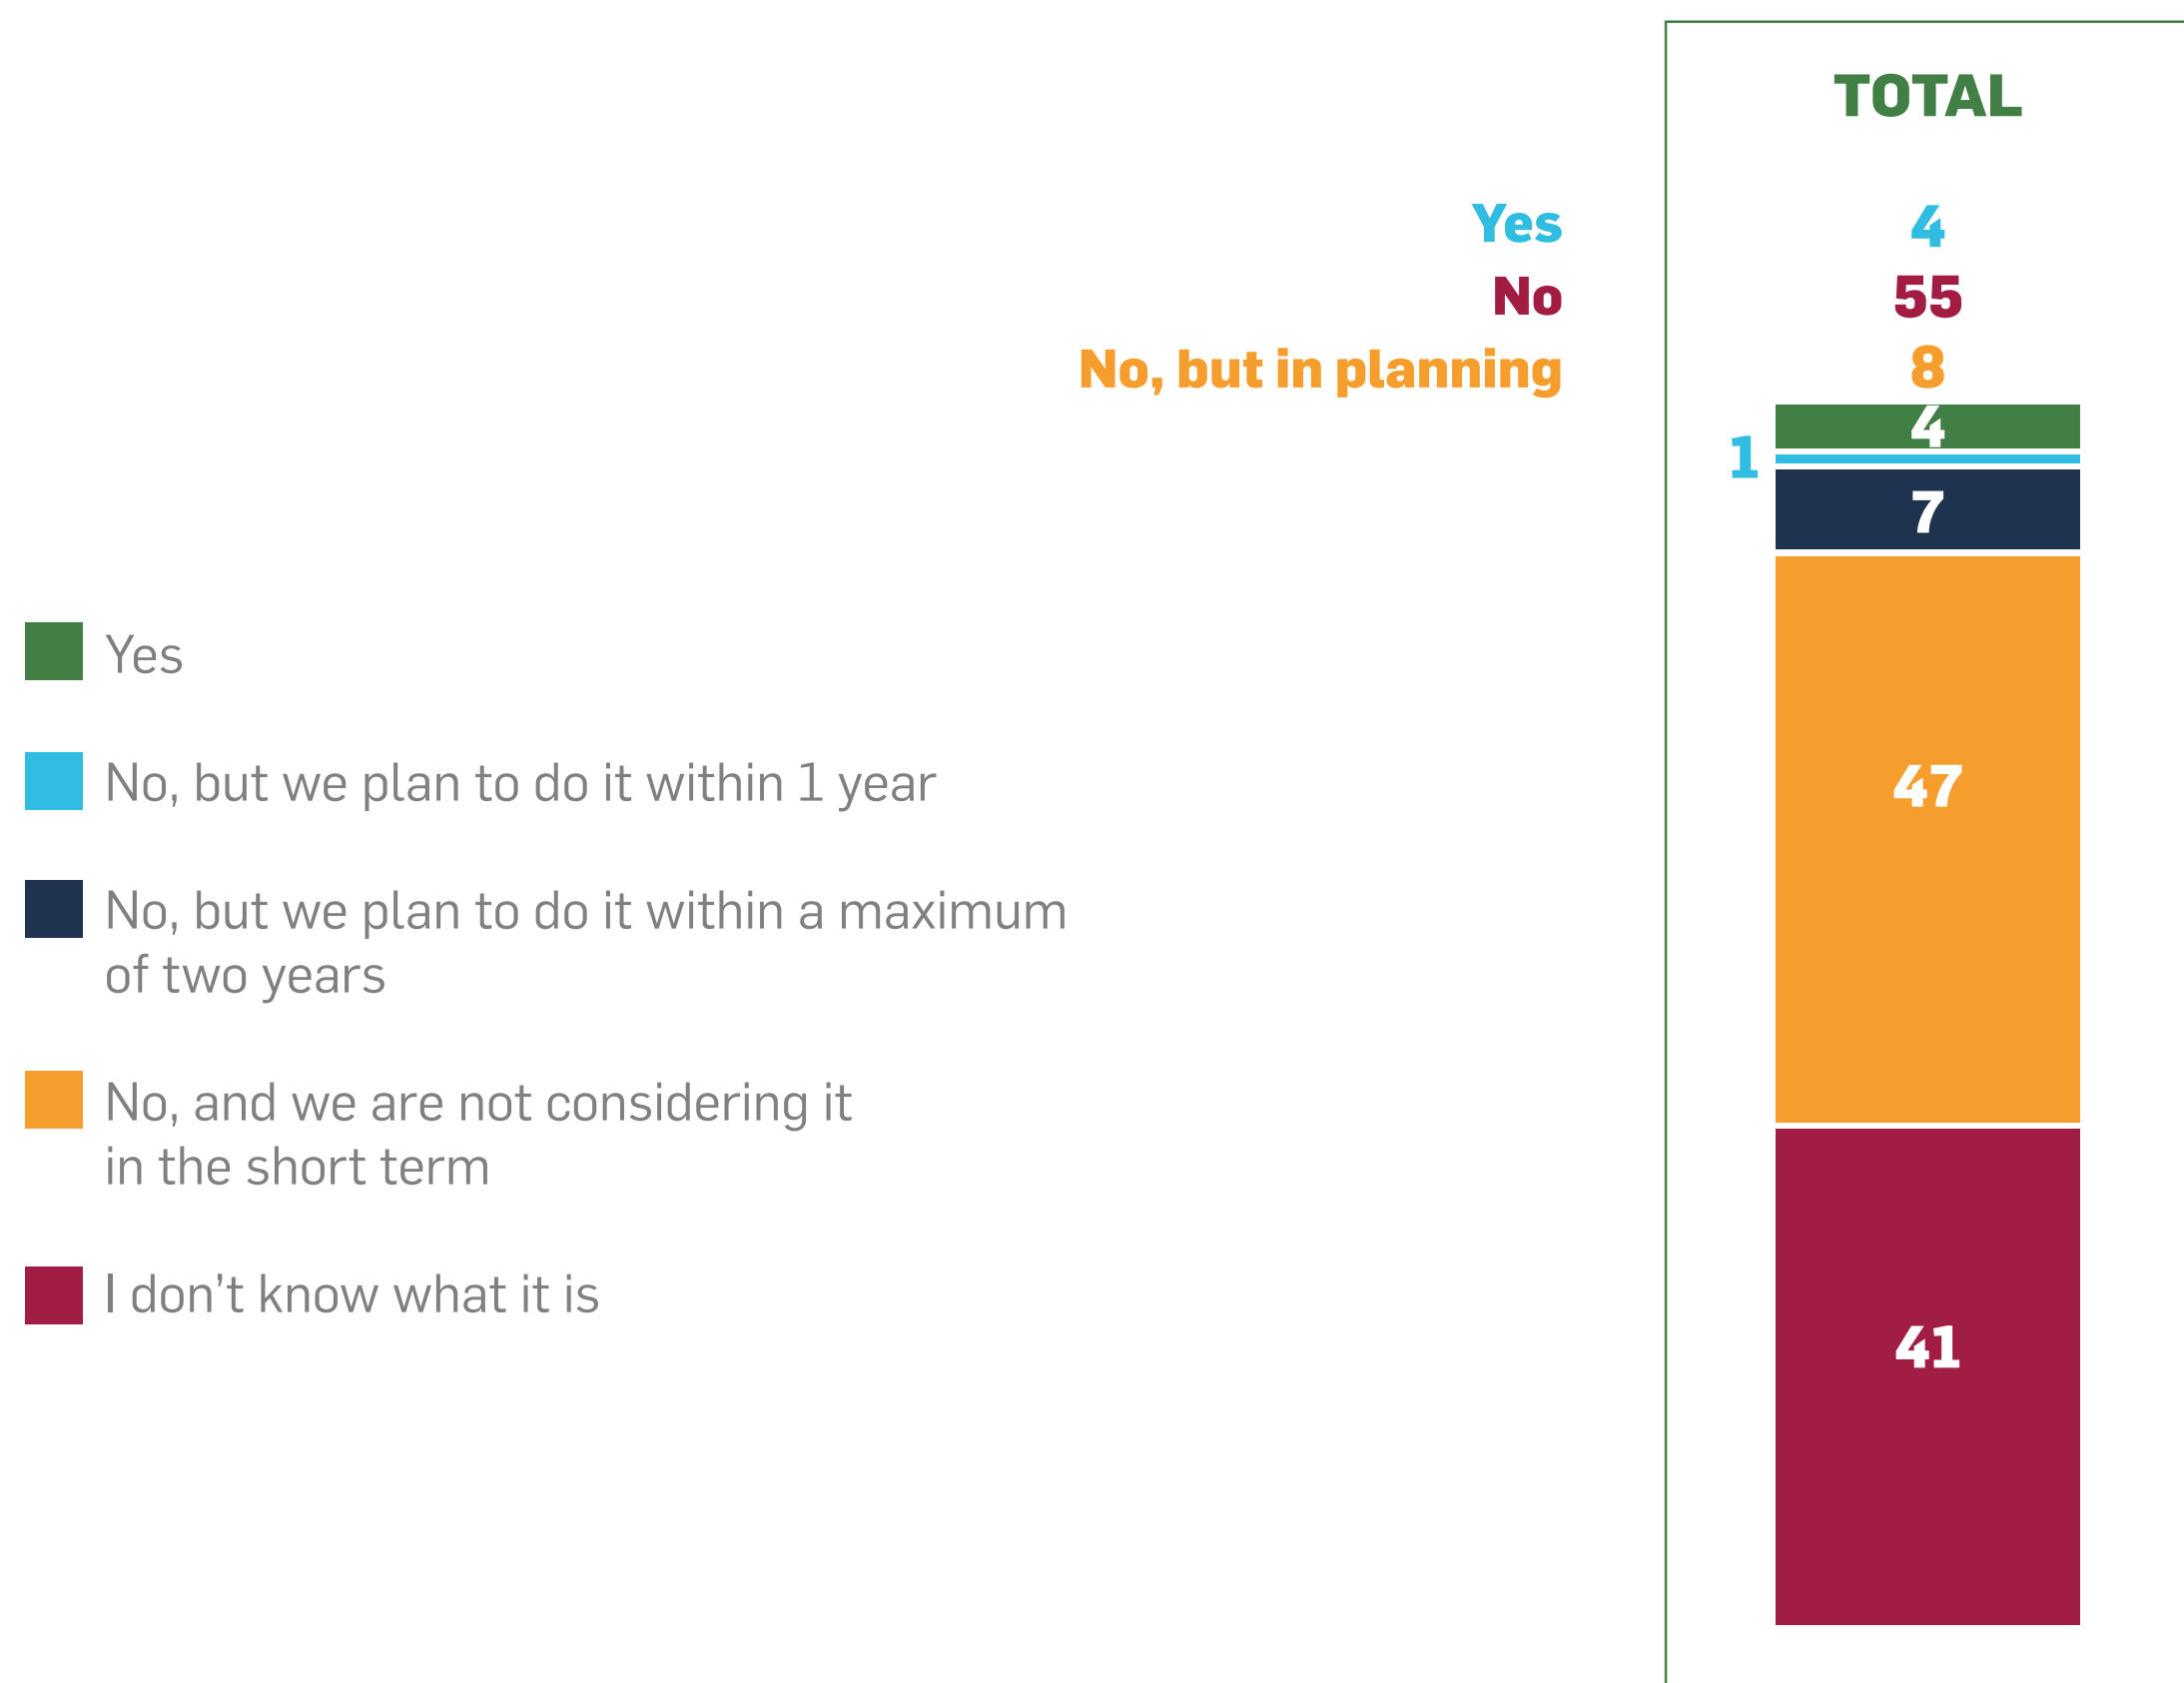 TOTAL
Yes 4
No 55
No, but in planning 8
4
1
7
47
41
Yes
No, but we plan to do it within 1 year
No, but we plan to do it within a maximum
of two years
No, and we are not considering it
in the short term
I don’t know what it is